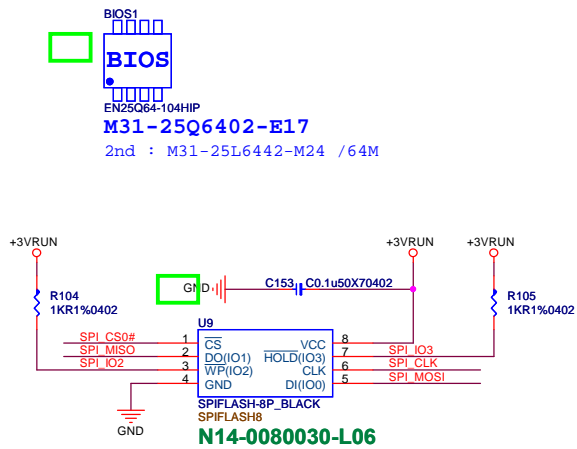 BIOS1
BIOS
EN25Q64-104HIP
M31-25Q6402-E17
2nd : M31-25L6442-M24 /64M
+3VRUN
+3VRUN
+3VRUN
GND
C153
C0.1u50X70402
R104
1KR1%0402
R105
1KR1%0402
U9
SPI_CS0#
1
CS
VCC
8
SPI_MISO
2
DO(IO1)
HOLD(IO3)
7
SPI_IO3
SPI_IO2
3
WP(IO2)
CLK
6
SPI_CLK
4
GND
DI(IO0)
5
SPI_MOSI
SPIFLASH-8P_BLACK
SPIFLASH8
GND
N14-0080030-L06